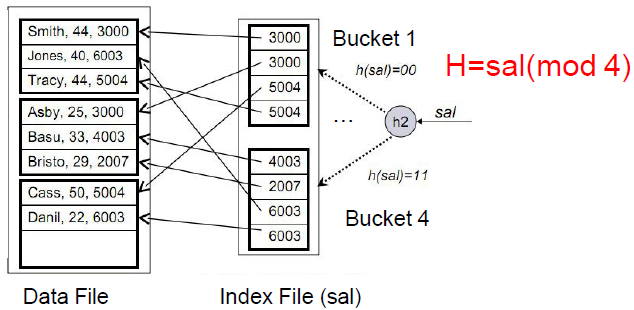 Smith, 44, 3000
Jones, 40, 6003
Tracy, 44, 5004
Asby, 25, 3000
Basu, 33, 4003
Bristo, 29, 2007
Cass, 50, 5004
Danil, 22, 6003
Data File
3000
3000
5004
5004
4003
2007
6003
6003
Index File (sal)
Bucket 1
h(sal)=00
...
h2
sal
h(sal)=11
Bucket 4
H=sal(mod 4)